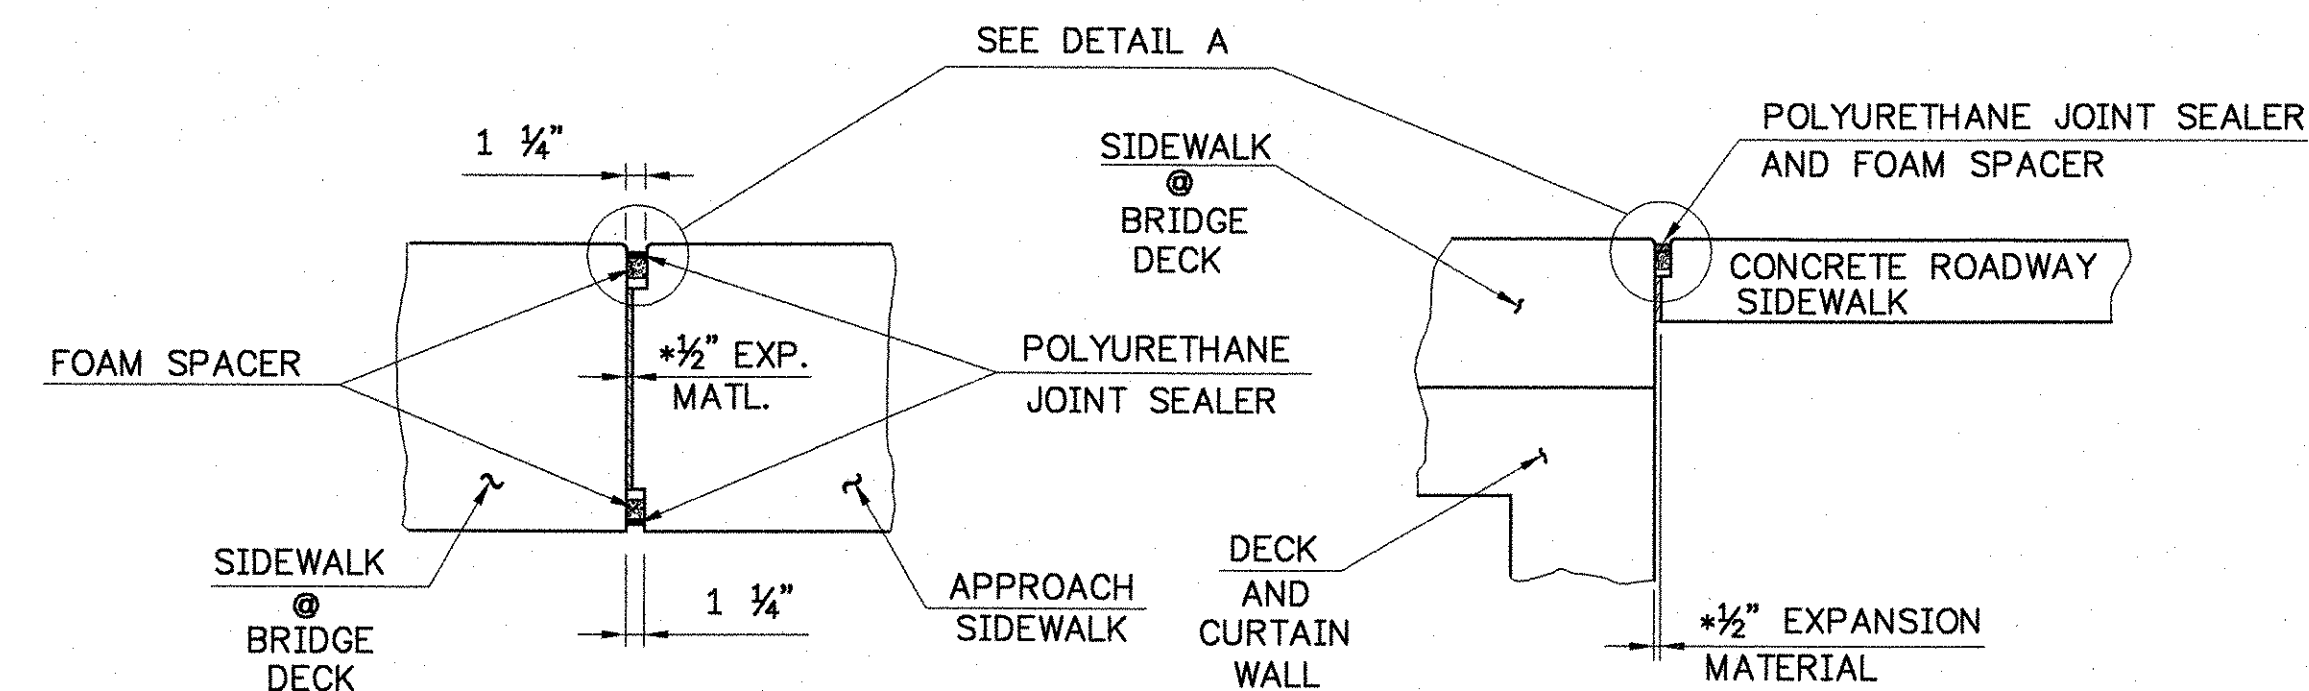 SEE DETAIL A
1 ¼"
FOAM SPACER
*½" EXP.
MATL.
POLYURETHANE
JOINT SEALER
SIDEWALK
@
BRIDGE
DECK
1 ¼"
APPROACH
SIDEWALK
SIDEWALK
@
BRIDGE
DECK
POLYURETHANE JOINT SEALER
AND FOAM SPACER
CONCRETE ROADWAY
SIDEWALK
DECK
AND
CURTAIN
WALL
*½" EXPANSION
MATERIAL